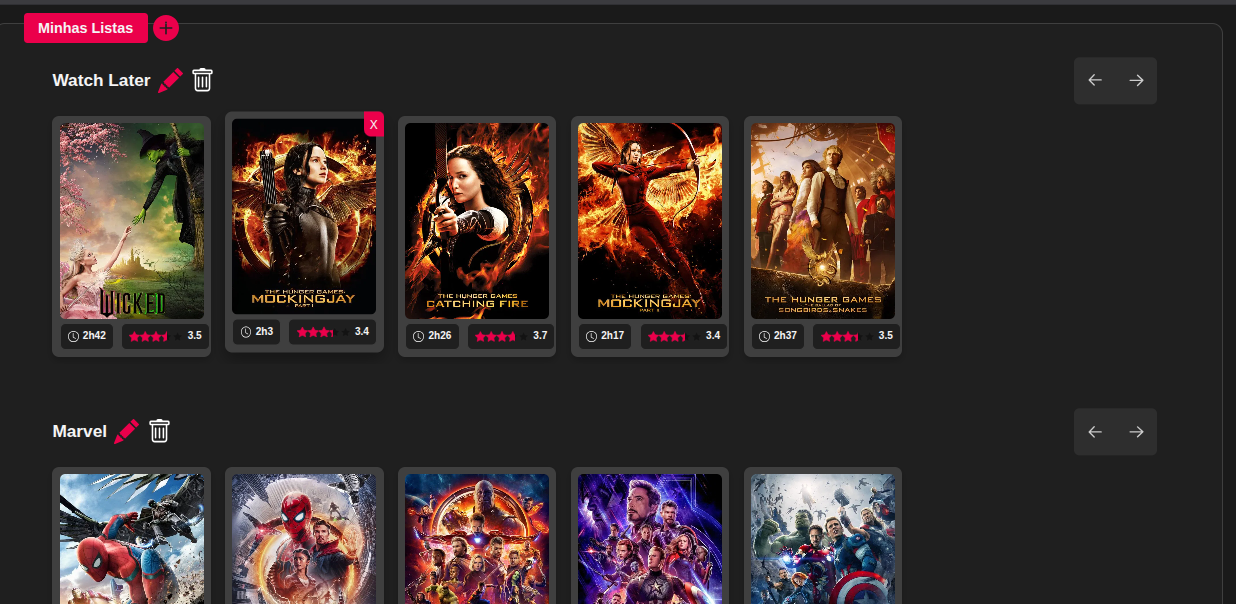 Minhas Listas
Watch Later
X
WICKED
THE HUNGER GAMES:
MOCKINGJAY
PART 1
THE HUNGER GAMES
CATCHING FIRE
THE HUNGER GAMES:
MOCKINGJAY
PART 2
THE HUNGER GAMES
THE BALLAD OF
SONGBIRDS & SNAKES
2h42 3.5
2h3 3.4
2h26 3.7
2h17 3.4
2h37 3.5
Marvel